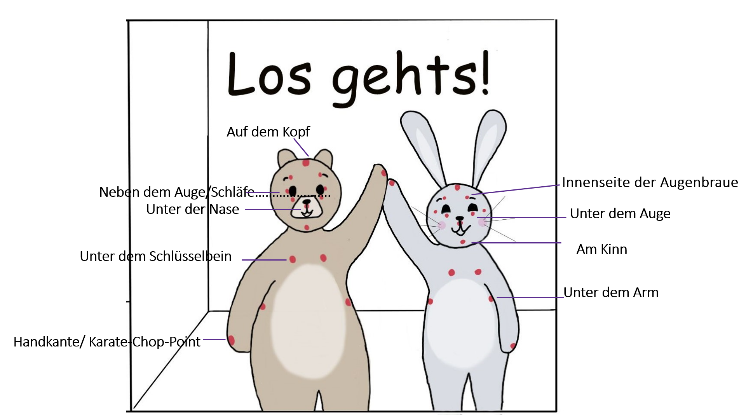 Los gehts!
Auf dem Kopf
Neben dem Auge/Schläfe
Unter der Nase
Unter dem Schlüsselbein
Handkante/ Karate-Chop-Point
Innenseite der Augenbraue
Unter dem Auge
Am Kinn
Unter dem Arm